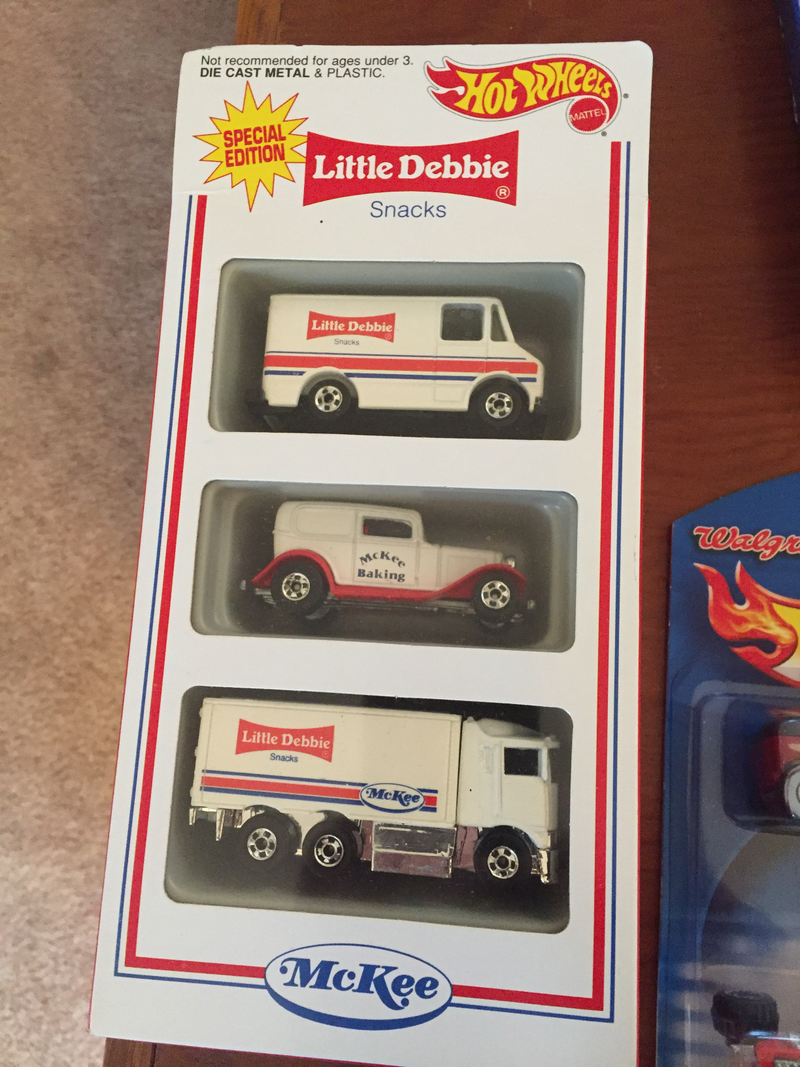 Not recommended for ages under 3.
DIE CAST METAL & PLASTIC.
HOT WHEELS
MATTEL
SPECIAL
EDITION
Little Debbie
®
Snacks
Little Debbie
Snacks
McKee
Baking
Little Debbie
Snacks
McKee
McKee